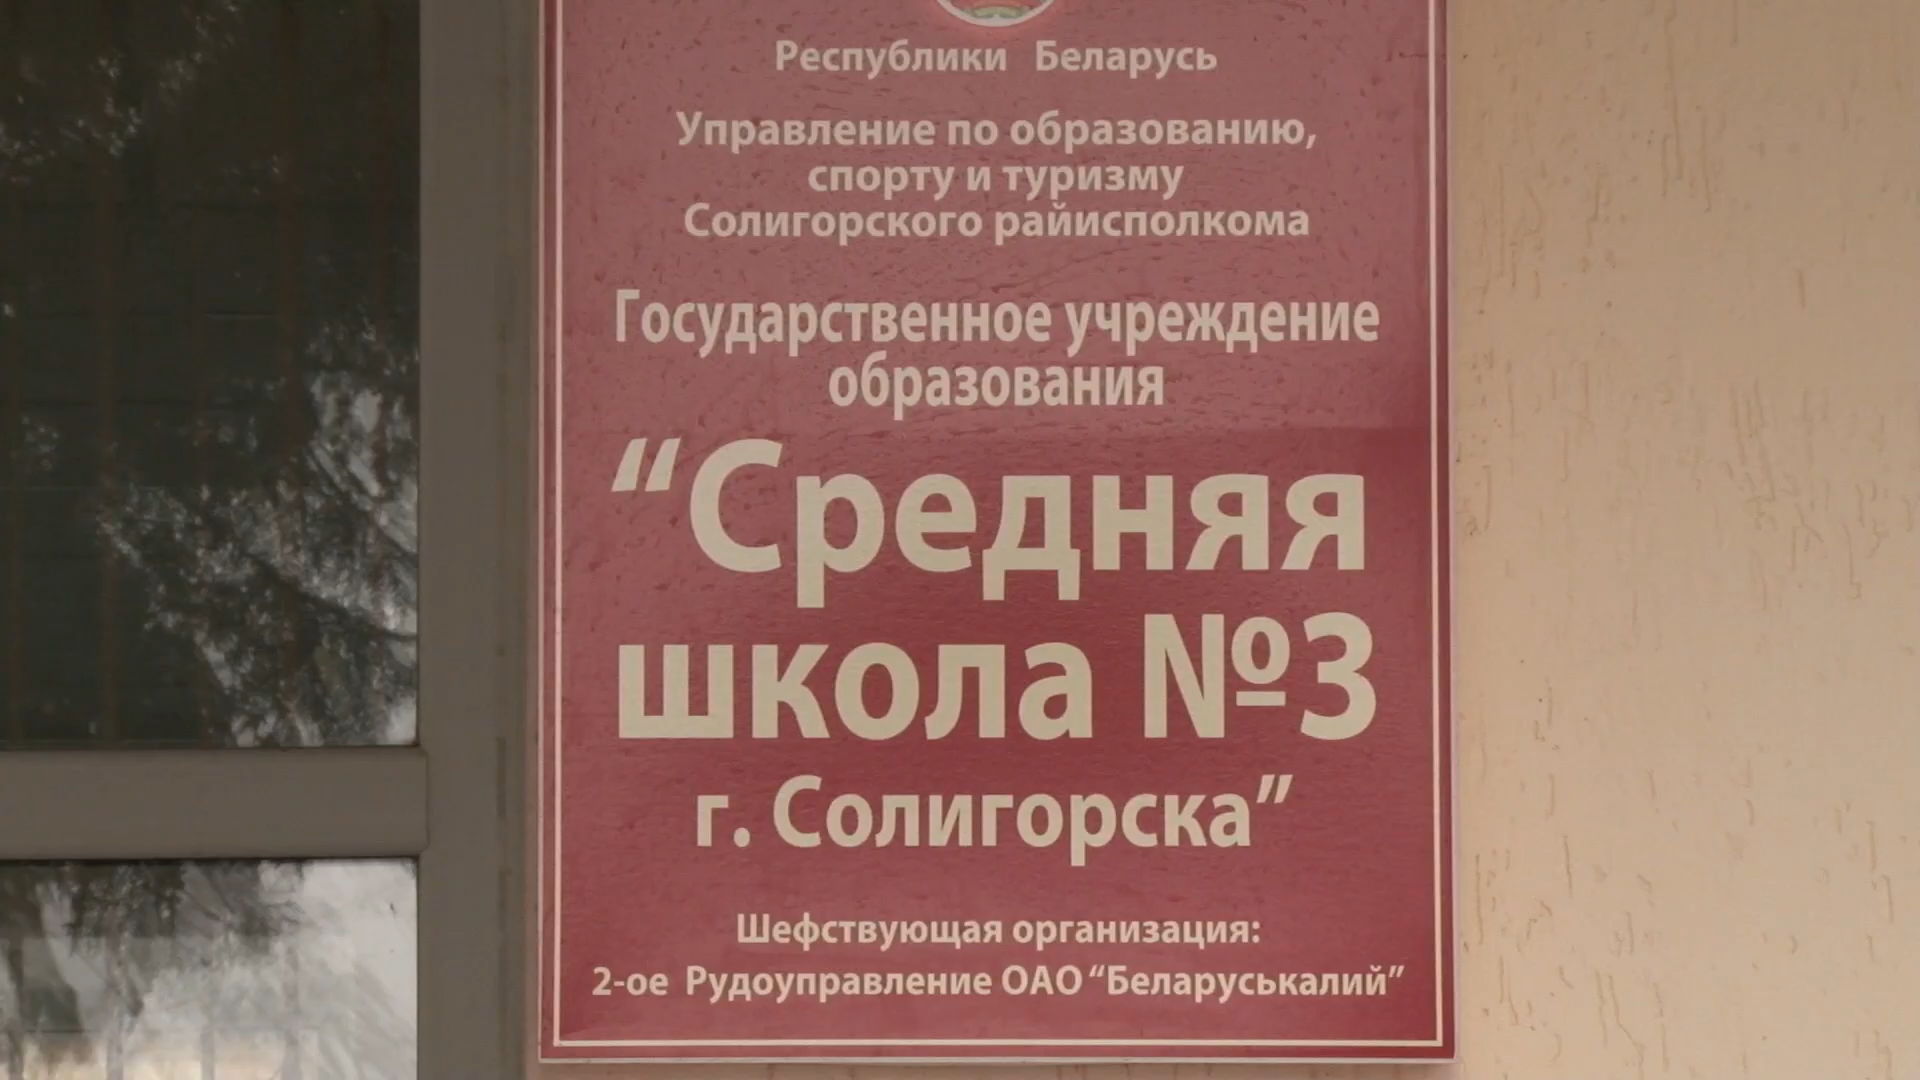 Республики Беларусь
Управление по образованию,
спорту и туризму
Солигорского райисполкома
Государственное учреждение
образования
“Средняя
школа №3
г. Солигорска”
Шефствующая организация:
2-ое Рудоуправление ОАО “Беларуськалий”